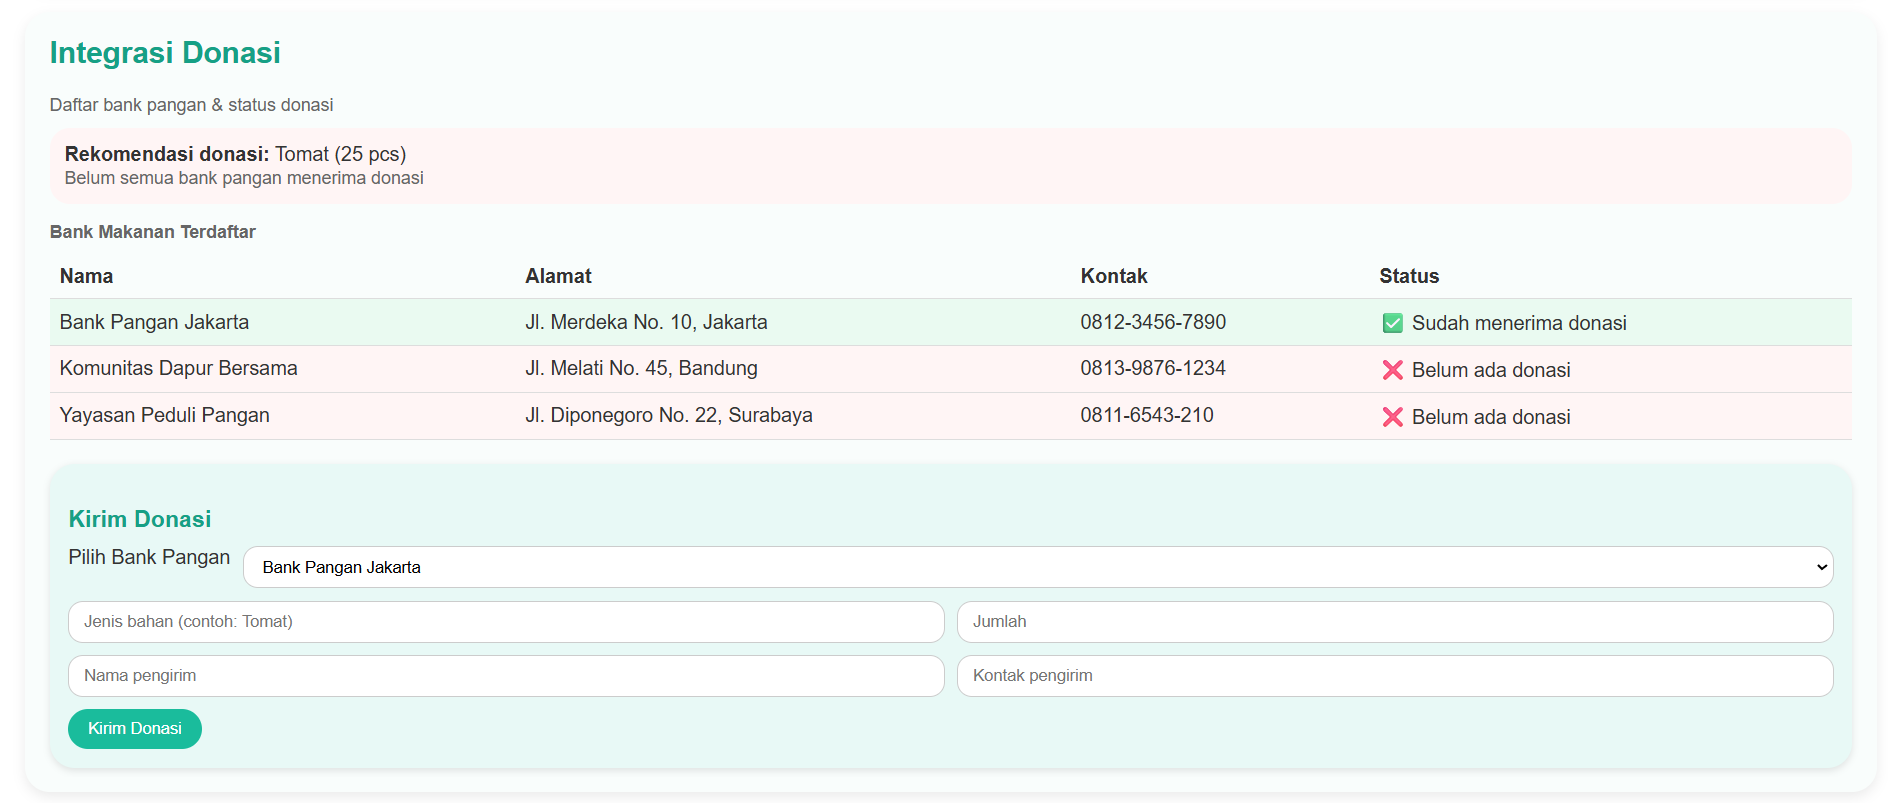 Integrasi Donasi
Daftar bank pangan & status donasi
Rekomendasi donasi: Tomat (25 pcs)
Belum semua bank pangan menerima donasi
Bank Makanan Terdaftar
Nama Alamat Kontak Status
Bank Pangan Jakarta Jl. Merdeka No. 10, Jakarta 0812-3456-7890 ✅ Sudah menerima donasi
Komunitas Dapur Bersama Jl. Melati No. 45, Bandung 0813-9876-1234 ❌ Belum ada donasi
Yayasan Peduli Pangan Jl. Diponegoro No. 22, Surabaya 0811-6543-210 ❌ Belum ada donasi
Kirim Donasi
Pilih Bank Pangan Bank Pangan Jakarta
Jenis bahan (contoh: Tomat) Jumlah
Nama pengirim Kontak pengirim
Kirim Donasi